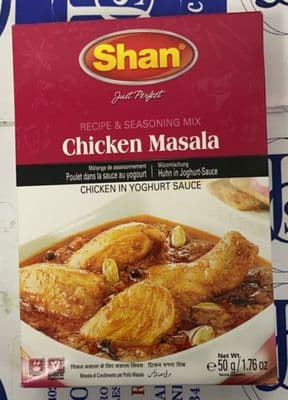 Shan®
Just Perfect
RECIPE & SEASONING MIX
Chicken Masala
Mélange de assaisonnement
Poulet dans la sauce au yogourt
Würzmischung
Huhn in Joghurt-Sauce
CHICKEN IN YOGHURT SAUCE
Net Wt.
℮50 g/1.76 oz